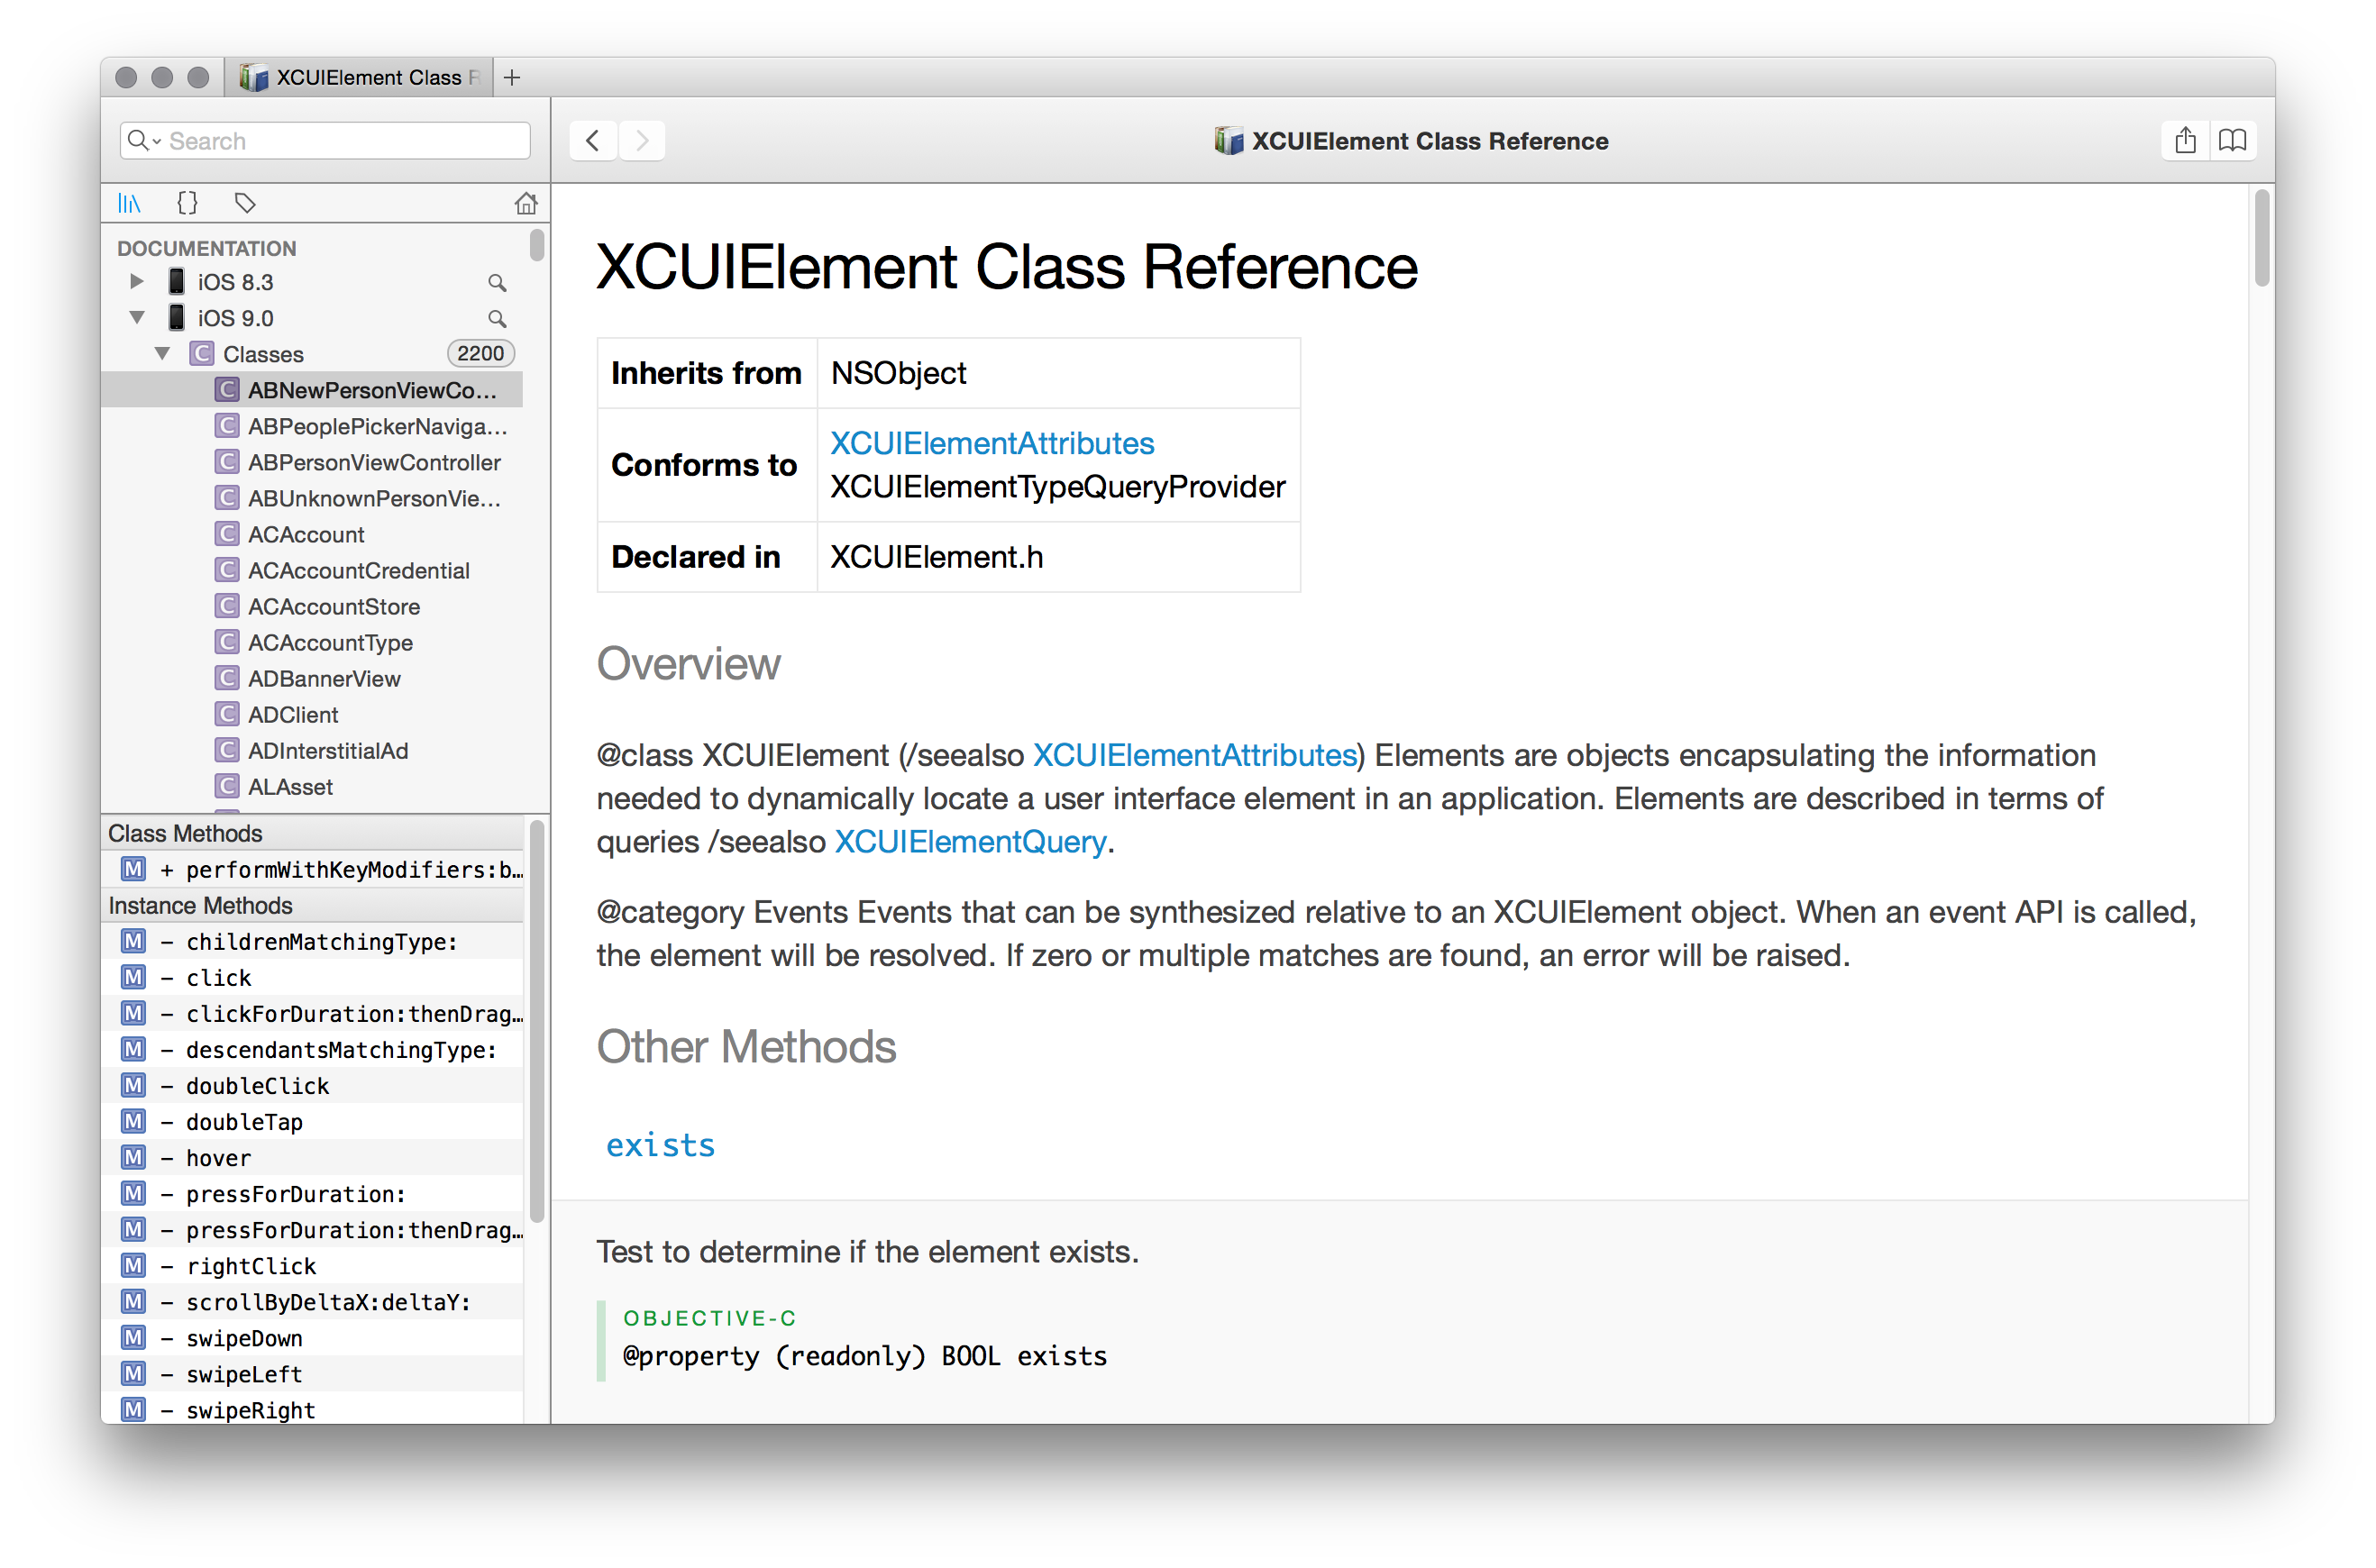 XCUIElement Class R
Search
XCUIElement Class Reference
DOCUMENTATION
iOS 8.3
iOS 9.0
Classes 2200
ABNewPersonViewCo...
ABPeoplePickerNaviga...
ABPersonViewController
ABUnknownPersonVie...
ACAccount
ACAccountCredential
ACAccountStore
ACAccountType
ADBannerView
ADClient
ADInterstitialAd
ALAsset
Class Methods
+ performWithKeyModifiers:b...
Instance Methods
- childrenMatchingType:
- click
- clickForDuration:thenDrag...
- descendantsMatchingType:
- doubleClick
- doubleTap
- hover
- pressForDuration:
- pressForDuration:thenDrag...
- rightClick
- scrollByDeltaX:deltaY:
- swipeDown
- swipeLeft
- swipeRight
XCUIElement Class Reference
Inherits from NSObject
Conforms to XCUIElementAttributes
XCUIElementTypeQueryProvider
Declared in XCUIElement.h
Overview
@class XCUIElement (/seealso XCUIElementAttributes) Elements are objects encapsulating the information
needed to dynamically locate a user interface element in an application. Elements are described in terms of
queries /seealso XCUIElementQuery.
@category Events Events that can be synthesized relative to an XCUIElement object. When an event API is called,
the element will be resolved. If zero or multiple matches are found, an error will be raised.
Other Methods
exists
Test to determine if the element exists.
OBJECTIVE-C
@property (readonly) BOOL exists